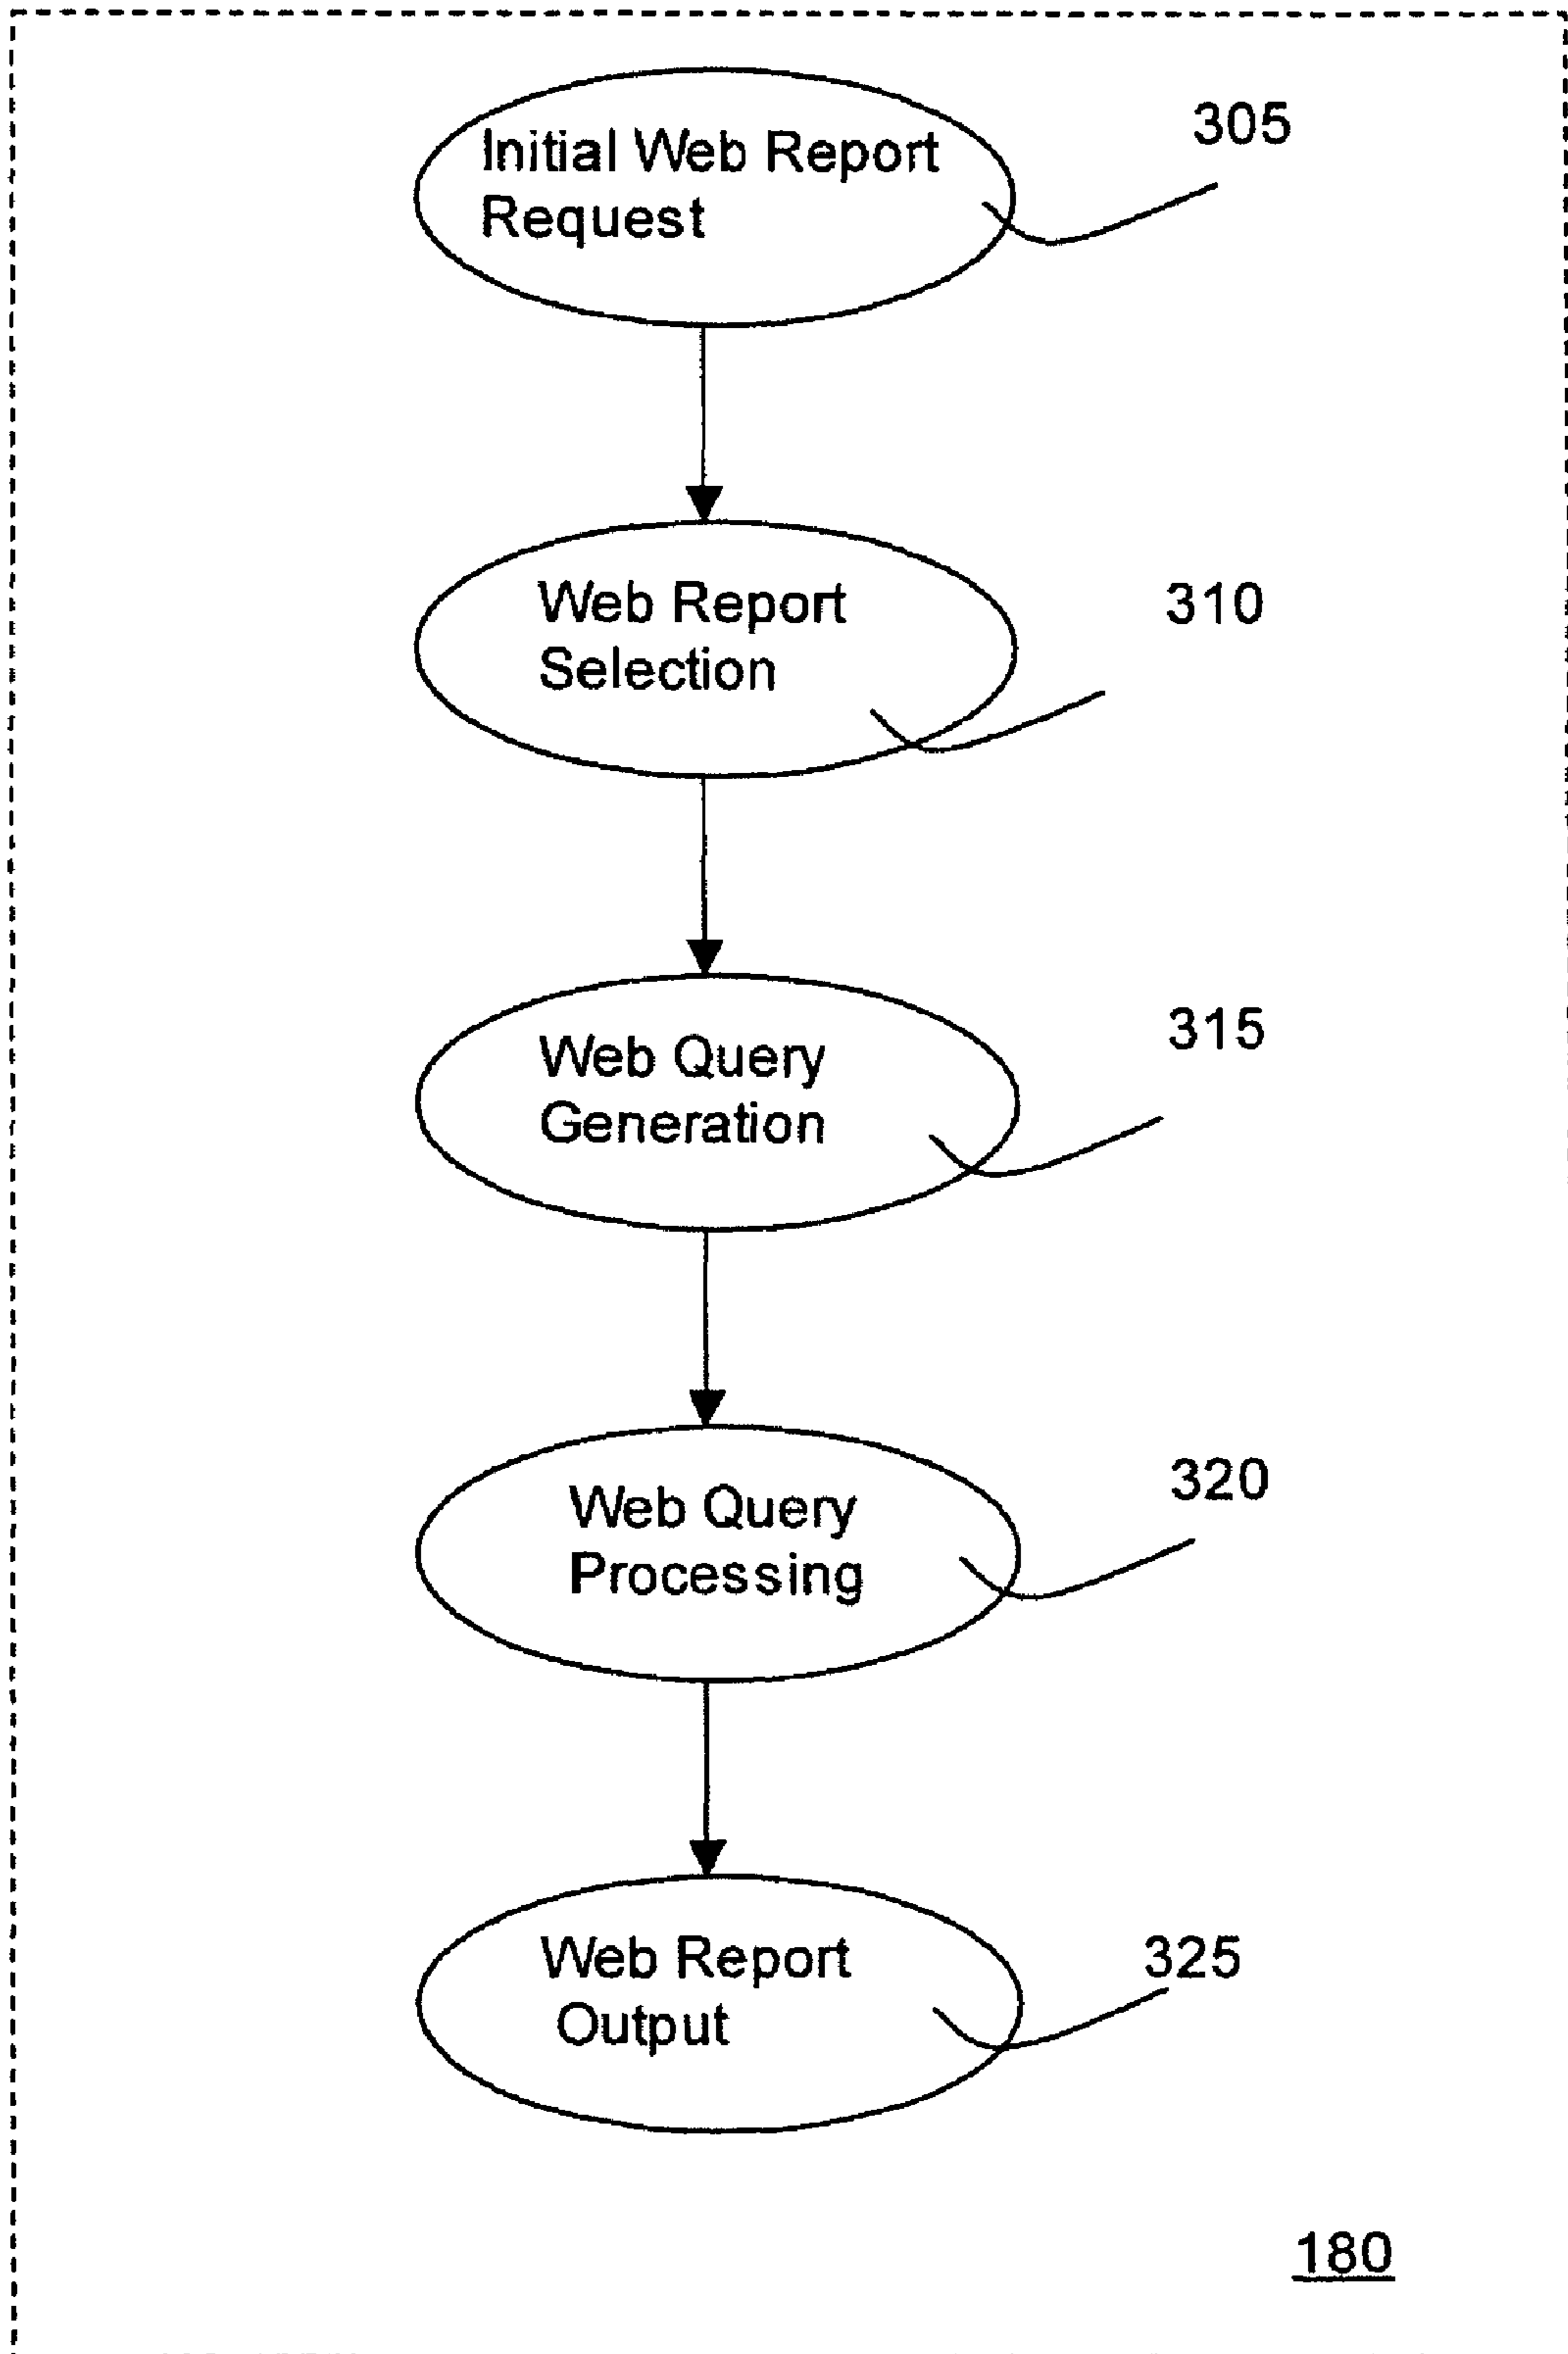 Initial Web Report
Request
305
Web Report
Selection
310
Web Query
Generation
315
Web Query
Processing
320
Web Report
Output
325
180